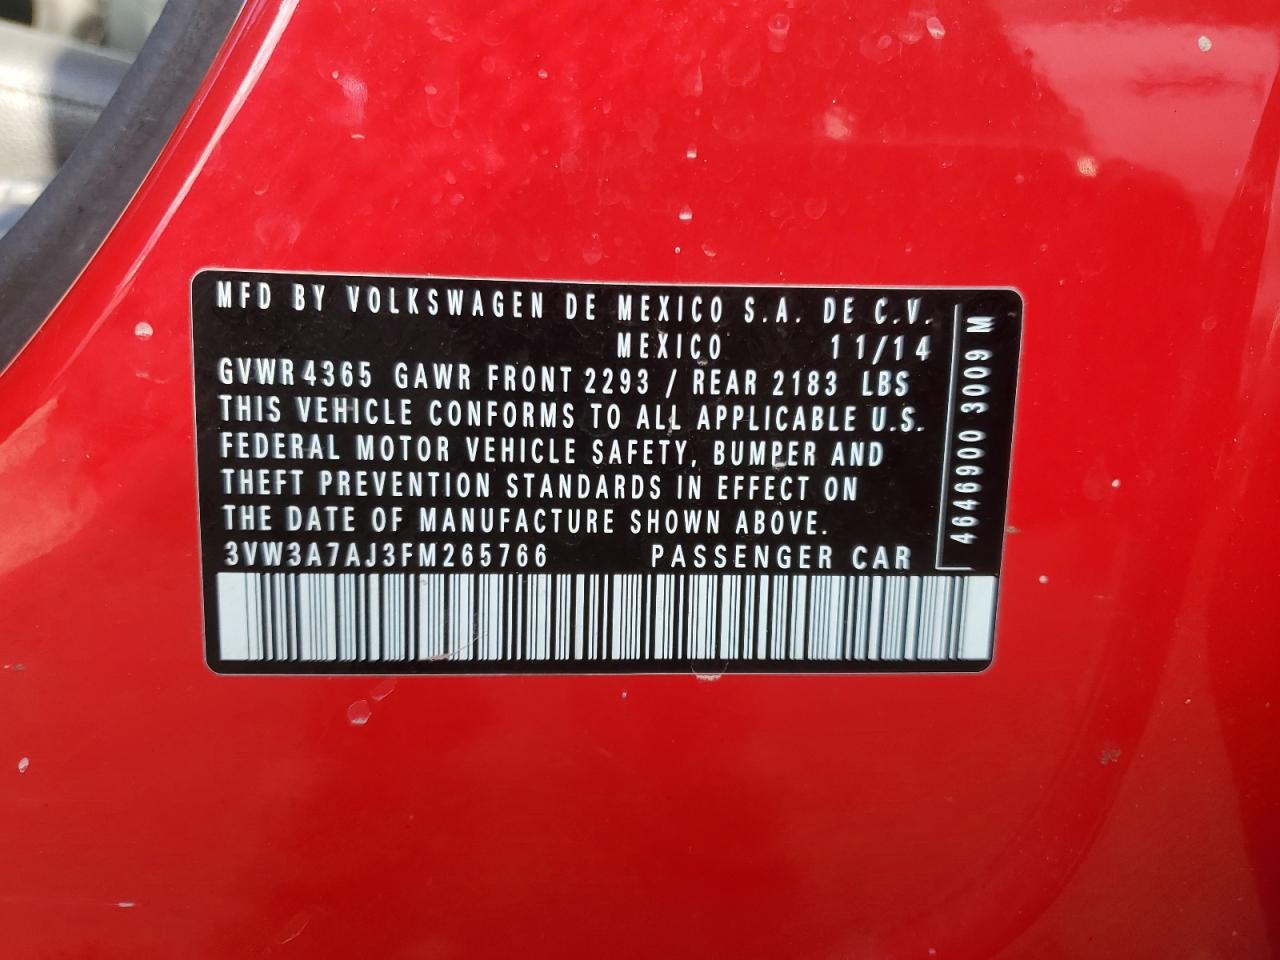 MFD BY VOLKSWAGEN DE MEXICO S.A. DE C.V.
MEXICO 11/14
GVWR 4365 GAWR FRONT 2293 / REAR 2183 LBS
THIS VEHICLE CONFORMS TO ALL APPLICABLE U.S.
FEDERAL MOTOR VEHICLE SAFETY, BUMPER AND
THEFT PREVENTION STANDARDS IN EFFECT ON
THE DATE OF MANUFACTURE SHOWN ABOVE.
3VW3A7AJ3FM265766 PASSENGER CAR
4646900 3009 M